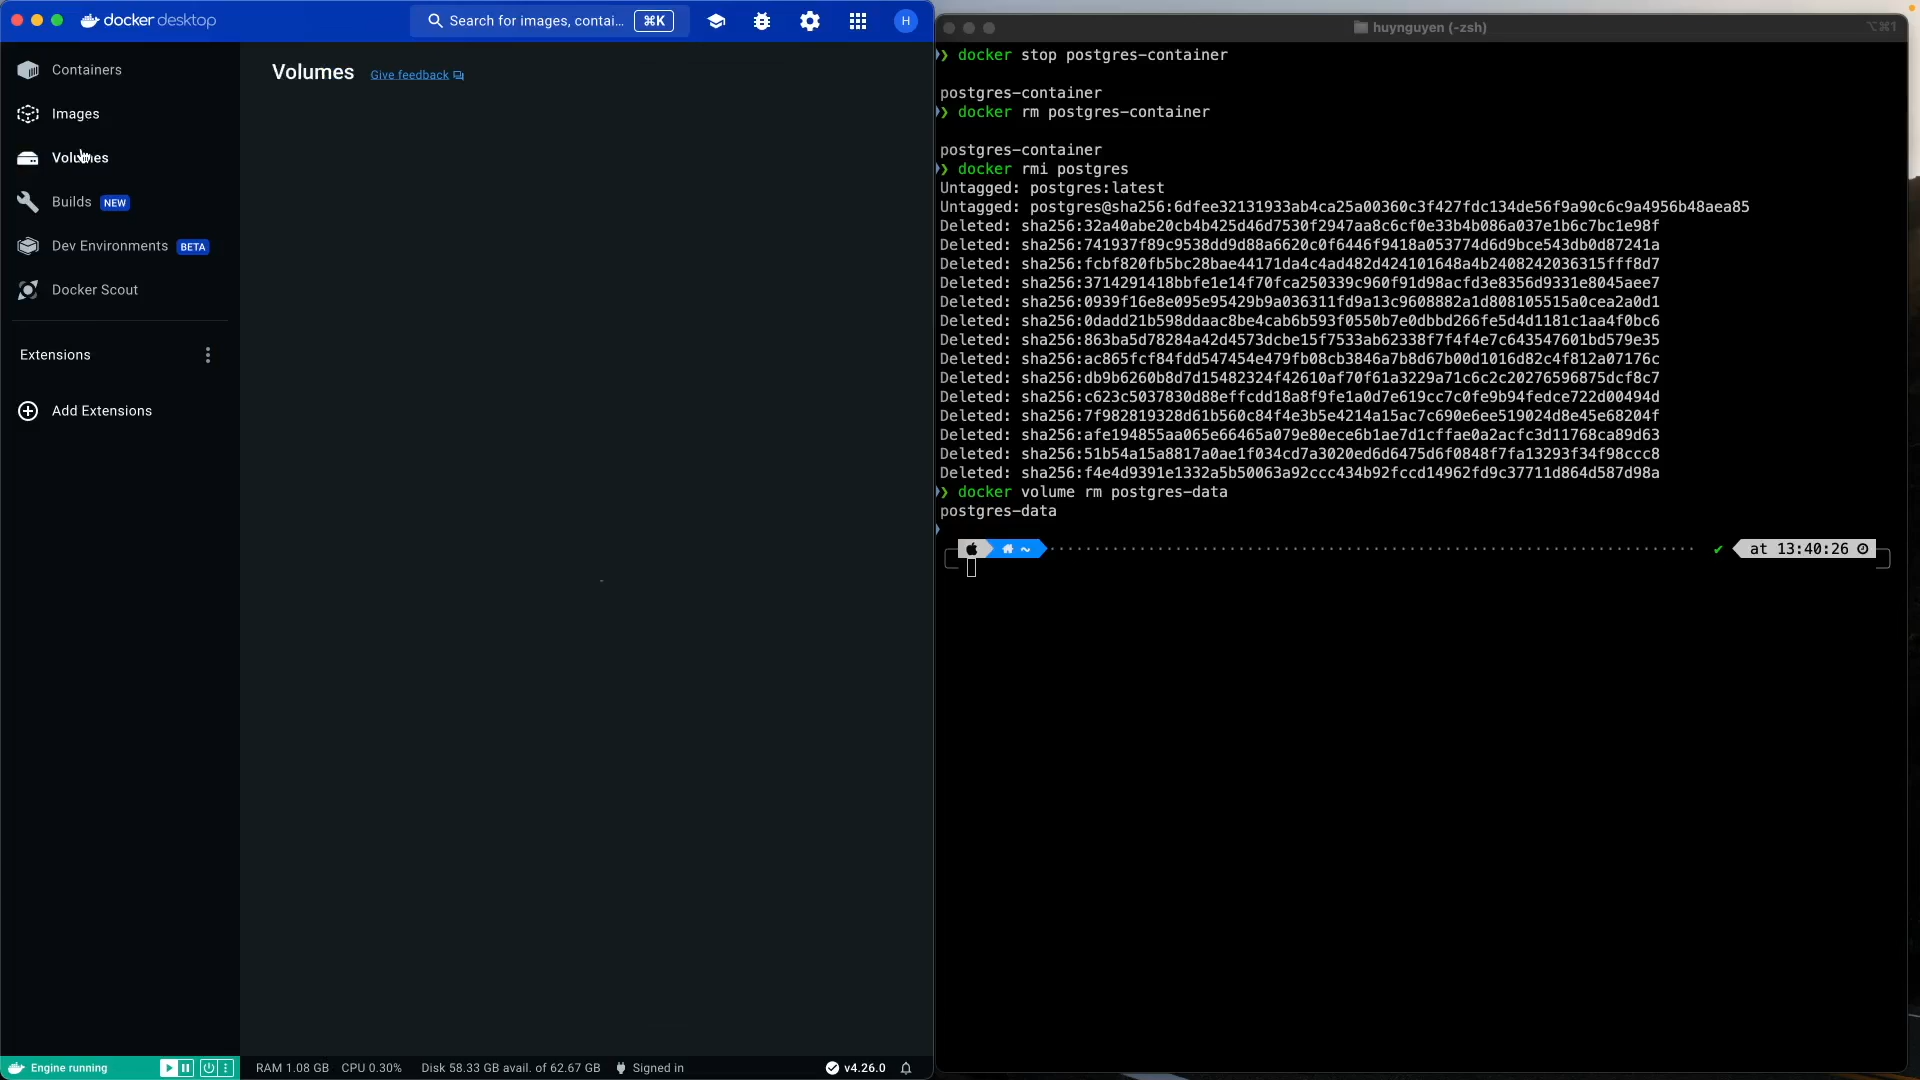 docker desktop
Search for images, contai... ⌘K
H
Containers
Images
Volumes
Builds NEW
Dev Environments BETA
Docker Scout
Extensions
Add Extensions
Volumes Give feedback
Engine running
RAM 1.08 GB CPU 0.30% Disk 58.33 GB avail. of 62.67 GB Signed in
v4.26.0
huynguyen (-zsh)
⌥⌘1
❯ docker stop postgres-container
postgres-container
❯ docker rm postgres-container
postgres-container
❯ docker rmi postgres
Untagged: postgres:latest
Untagged: postgres@sha256:6dfee32131933ab4ca25a00360c3f427fdc134de56f9a90c6c9a4956b48aea85
Deleted: sha256:32a40abe20cb4b425d46d7530f2947aa8c6cf0e33b4b086a037e1b6c7bc1e98f
Deleted: sha256:741937f89c9538dd9d88a6620c0f6446f9418a053774d6d9bce543db0d87241a
Deleted: sha256:fcbf820fb5bc28bae44171da4c4ad482d424101648a4b2408242036315fff8d7
Deleted: sha256:3714291418bbfe1e14f70fca250339c960f91d98acfd3e8356d9331e8045aee7
Deleted: sha256:0939f16e8e095e95429b9a036311fd9a13c9608882a1d808105515a0cea2a0d1
Deleted: sha256:0dadd21b598ddaac8be4cab6b593f0550b7e0dbbd266fe5d4d1181c1aa4f0bc6
Deleted: sha256:863ba5d78284a42d4573dcbe15f7533ab62338f7f4f4e7c643547601bd579e35
Deleted: sha256:ac865fcf84fdd547454e479fb08cb3846a7b8d67b00d1016d82c4f812a07176c
Deleted: sha256:db9b6260b8d7d15482324f42610af70f61a3229a71c6c2c20276596875dcf8c7
Deleted: sha256:c623c5037830d88effcdd18a8f9fe1a0d7e619cc7c0fe9b94fedce722d00494d
Deleted: sha256:7f982819328d61b560c84f4e3b5e4214a15ac7c690e6ee519024d8e45e68204f
Deleted: sha256:afe194855aa065e66465a079e80ece6b1ae7d1cffae0a2acfc3d11768ca89d63
Deleted: sha256:51b54a15a8817a0ae1f034cd7a3020ed6d6475d6f0848f7fa13293f34f98ccc8
Deleted: sha256:f4e4d9391e1332a5b50063a92ccc434b92fccd14962fd9c37711d864d587d98a
❯ docker volume rm postgres-data
postgres-data
~ ✔ at 13:40:26